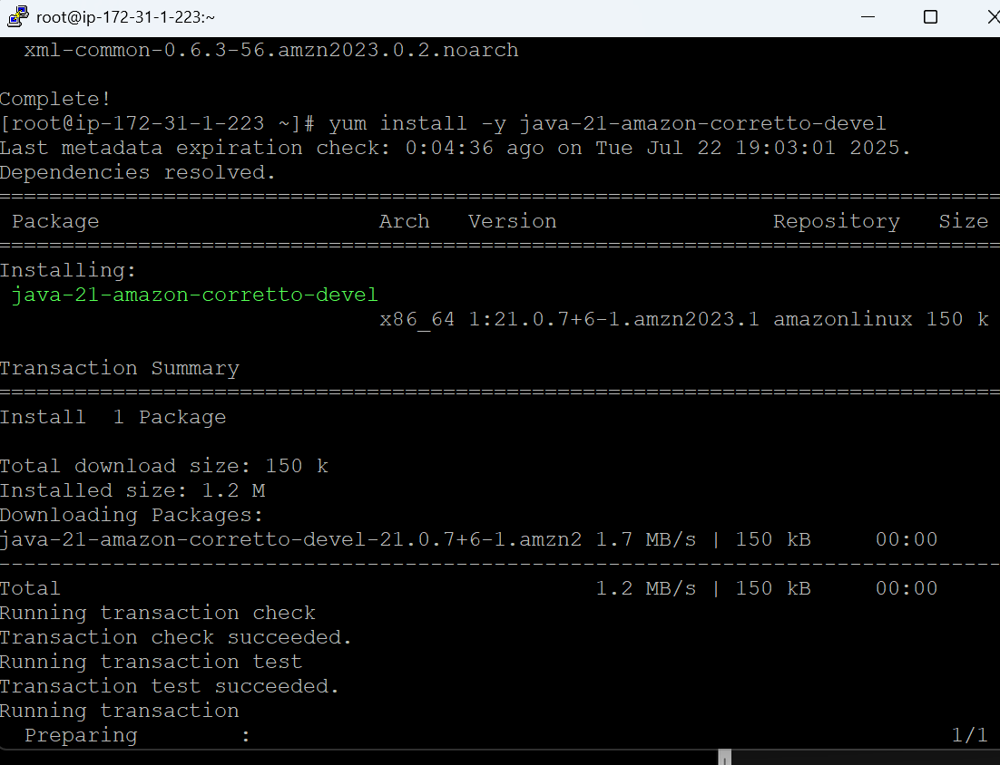 root@ip-172-31-1-223:~
xml-common-0.6.3-56.amzn2023.0.2.noarch
Complete!
[root@ip-172-31-1-223 ~]# yum install -y java-21-amazon-corretto-devel
Last metadata expiration check: 0:04:36 ago on Tue Jul 22 19:03:01 2025.
Dependencies resolved.
================================================================================
Package Arch Version Repository Size
================================================================================
Installing:
java-21-amazon-corretto-devel
x86_64 1:21.0.7+6-1.amzn2023.1 amazonlinux 150 k
Transaction Summary
================================================================================
Install 1 Package
Total download size: 150 k
Installed size: 1.2 M
Downloading Packages:
java-21-amazon-corretto-devel-21.0.7+6-1.amzn2 1.7 MB/s | 150 kB 00:00
--------------------------------------------------------------------------------
Total 1.2 MB/s | 150 kB 00:00
Running transaction check
Transaction check succeeded.
Running transaction test
Transaction test succeeded.
Running transaction
Preparing : 1/1